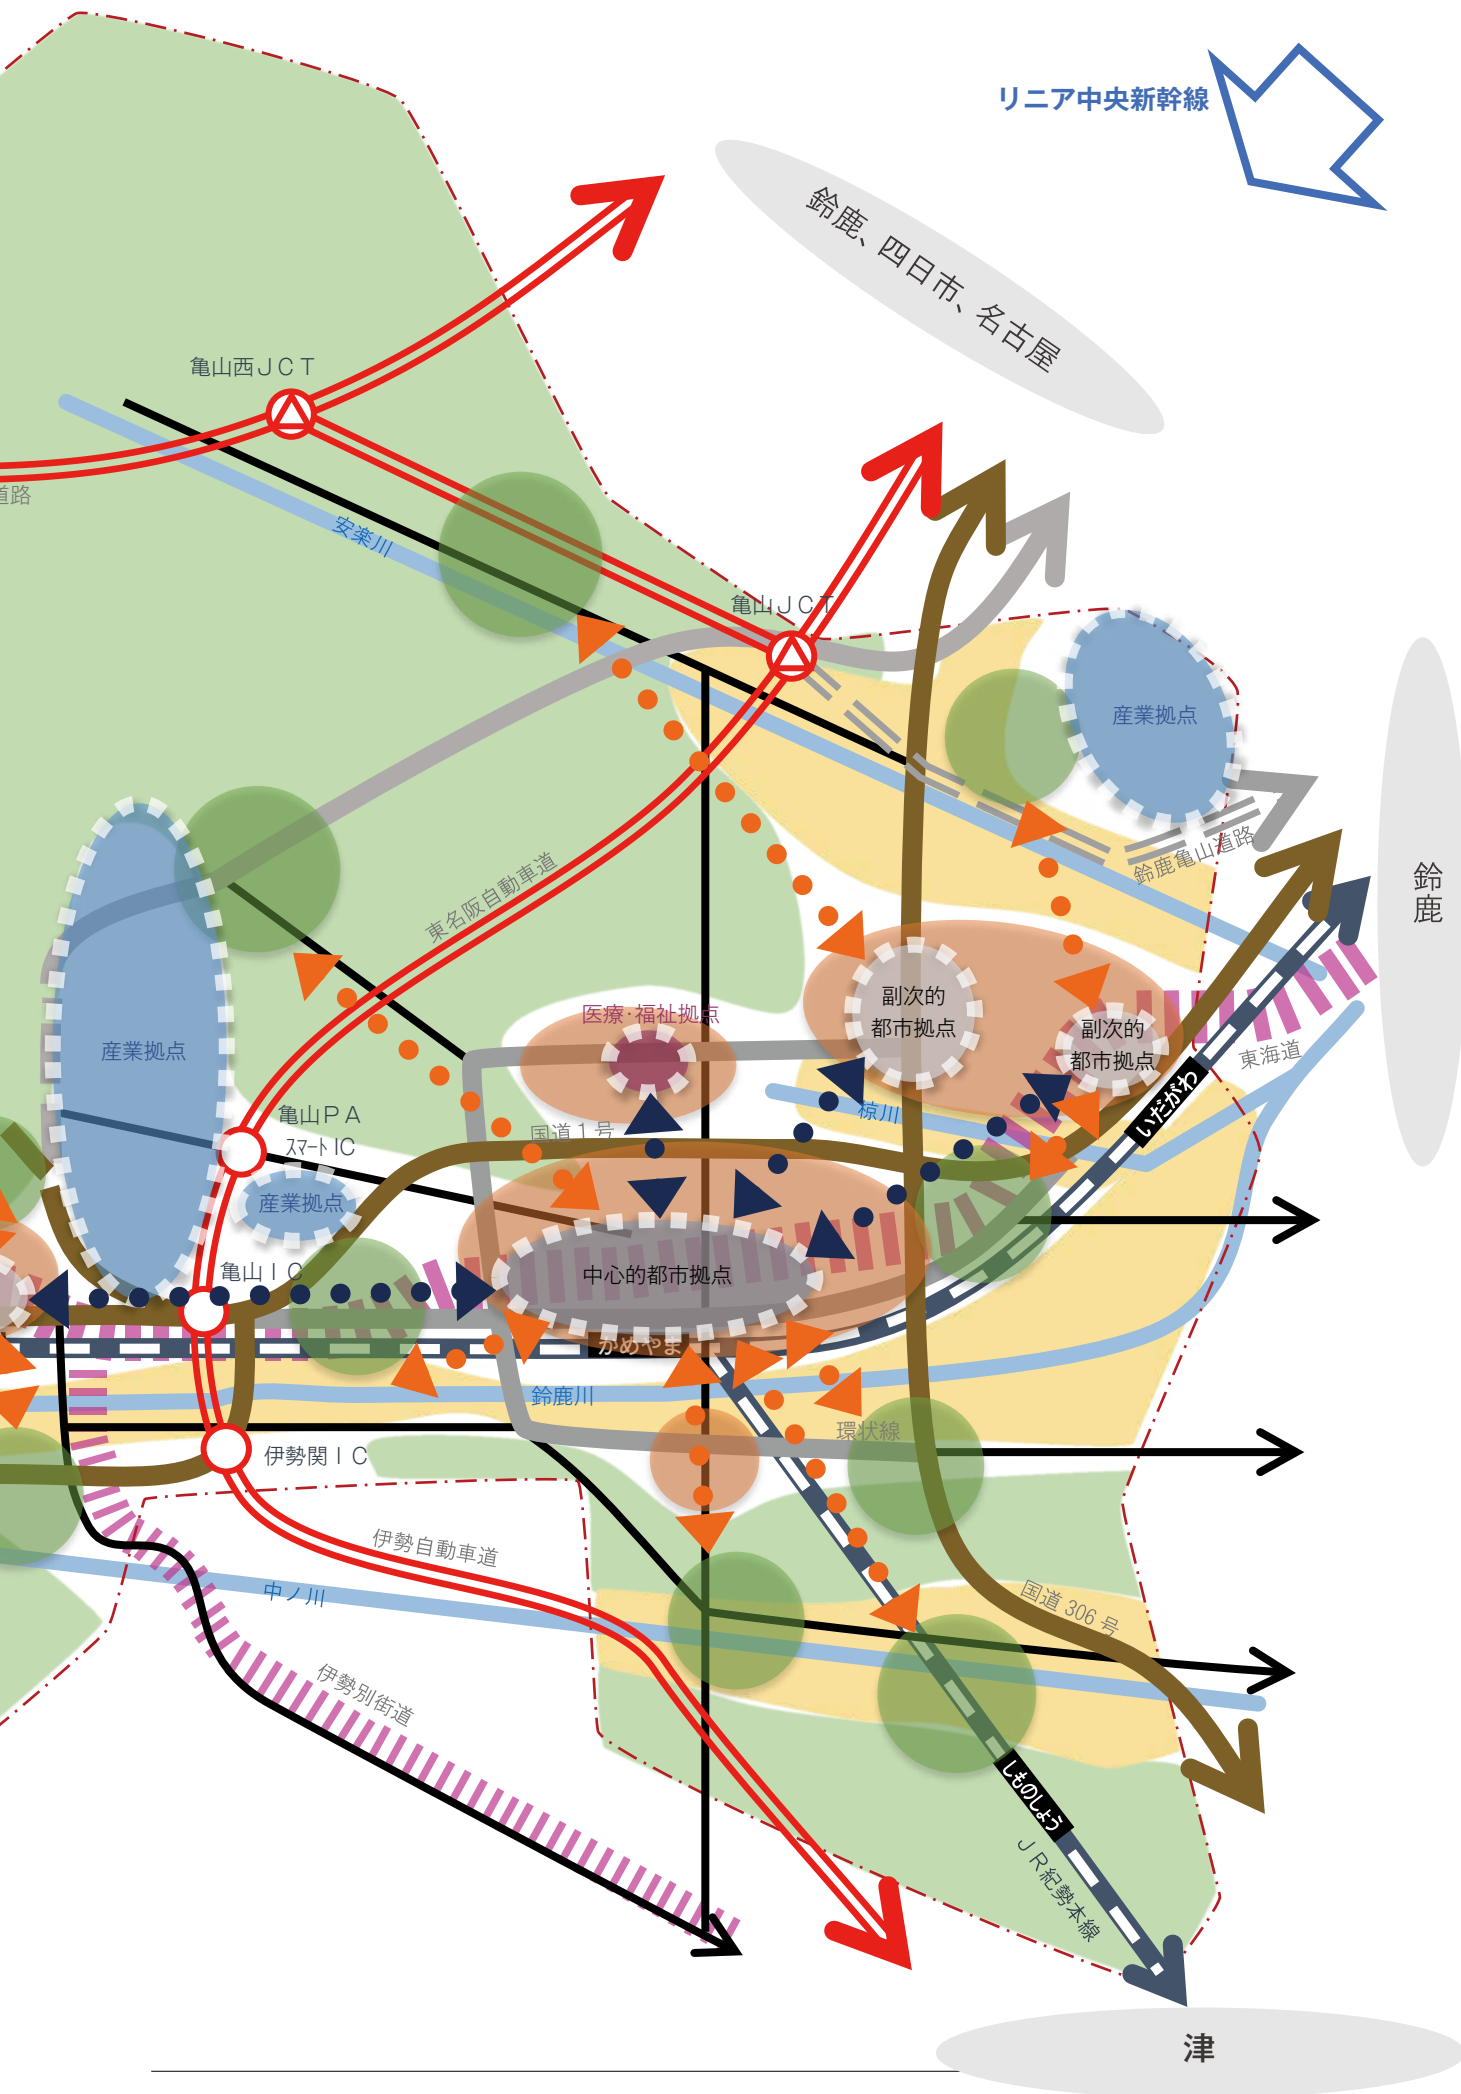 リニア中央新幹線
鈴鹿、四日市、名古屋
亀山西ＪＣＴ
道路
安楽川
亀山ＪＣＴ
産業拠点
鈴鹿亀山道路
鈴鹿
東名阪自動車道
副次的
都市拠点
医療･福祉拠点
副次的
都市拠点
産業拠点
東海道
いだがわ
椋川
亀山ＰＡ
ｽﾏｰﾄIC
国道１号
産業拠点
亀山ＩＣ
中心的都市拠点
かめやま
鈴鹿川
環状線
伊勢関ＩＣ
伊勢自動車道
中ノ川
国道 306 号
伊勢別街道
しものしょう
ＪＲ紀勢本線
津